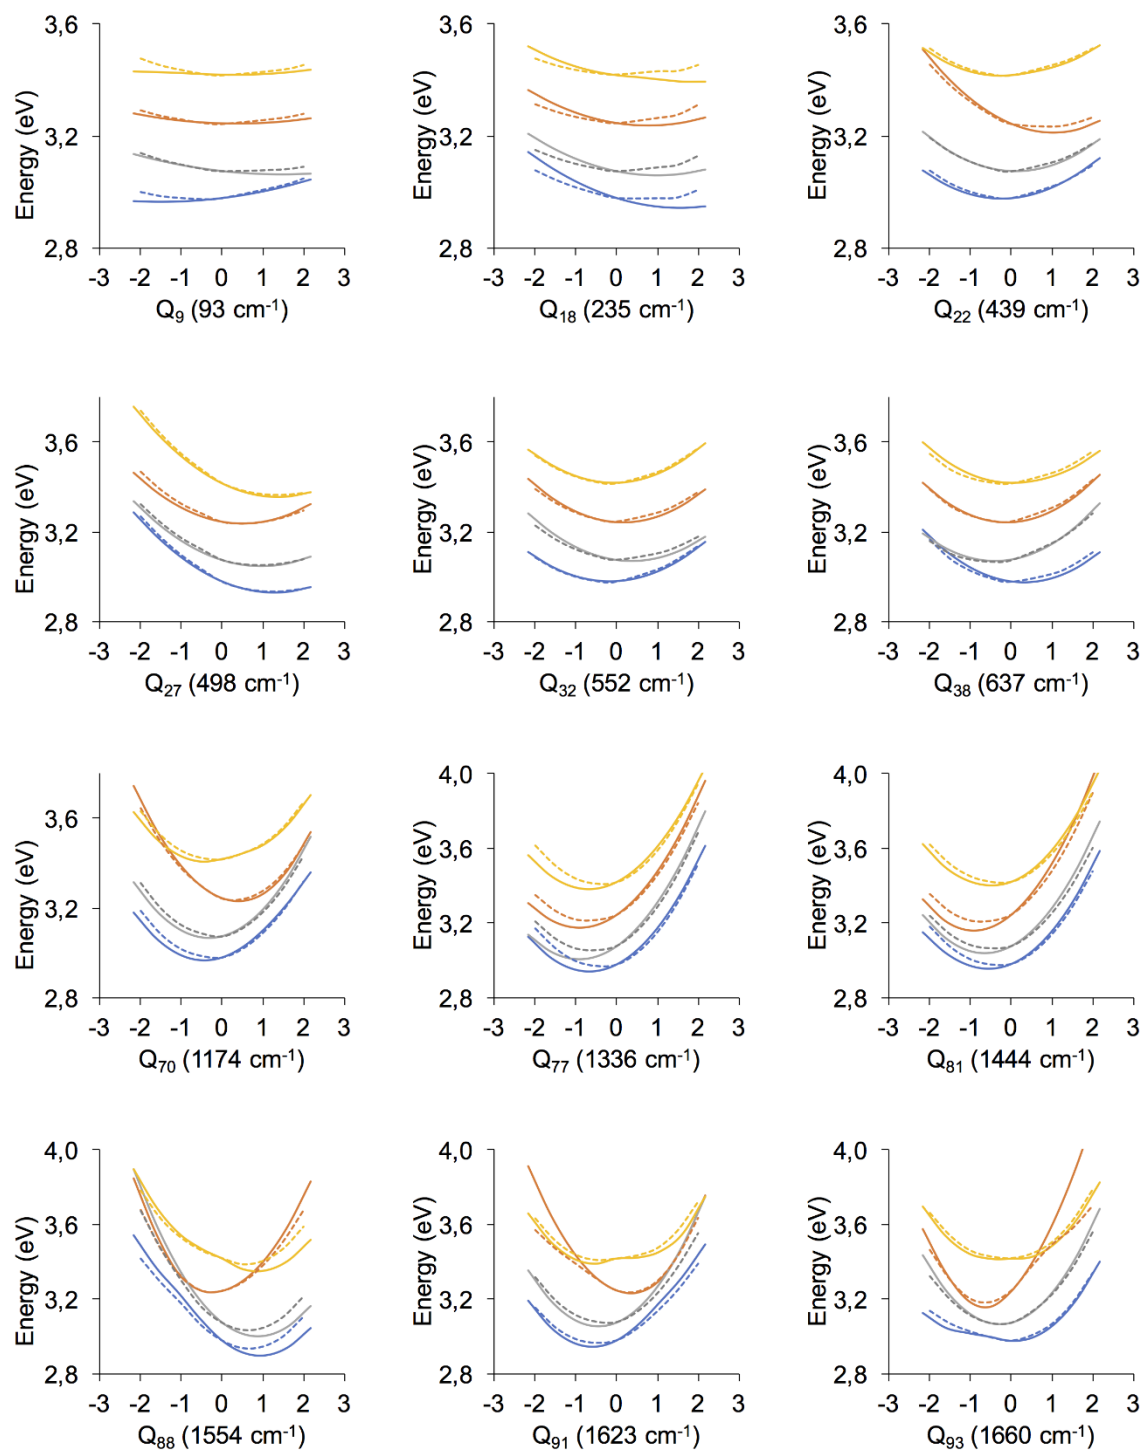 3,6
3,2
2,8
Energy (eV)
-3 -2 -1 0 1 2 3
Q₉ (93 cm⁻¹)
3,6
3,2
2,8
Energy (eV)
-3 -2 -1 0 1 2 3
Q₁₈ (235 cm⁻¹)
3,6
3,2
2,8
Energy (eV)
-3 -2 -1 0 1 2 3
Q₂₂ (439 cm⁻¹)
3,6
3,2
2,8
Energy (eV)
-3 -2 -1 0 1 2 3
Q₂₇ (498 cm⁻¹)
3,6
3,2
2,8
Energy (eV)
-3 -2 -1 0 1 2 3
Q₃₂ (552 cm⁻¹)
3,6
3,2
2,8
Energy (eV)
-3 -2 -1 0 1 2 3
Q₃₈ (637 cm⁻¹)
3,6
3,2
2,8
Energy (eV)
-3 -2 -1 0 1 2 3
Q₇₀ (1174 cm⁻¹)
4,0
3,6
3,2
2,8
Energy (eV)
-3 -2 -1 0 1 2 3
Q₇₇ (1336 cm⁻¹)
4,0
3,6
3,2
2,8
Energy (eV)
-3 -2 -1 0 1 2 3
Q₈₁ (1444 cm⁻¹)
4,0
3,6
3,2
2,8
Energy (eV)
-3 -2 -1 0 1 2 3
Q₈₈ (1554 cm⁻¹)
4,0
3,6
3,2
2,8
Energy (eV)
-3 -2 -1 0 1 2 3
Q₉₁ (1623 cm⁻¹)
4,0
3,6
3,2
2,8
Energy (eV)
-3 -2 -1 0 1 2 3
Q₉₃ (1660 cm⁻¹)